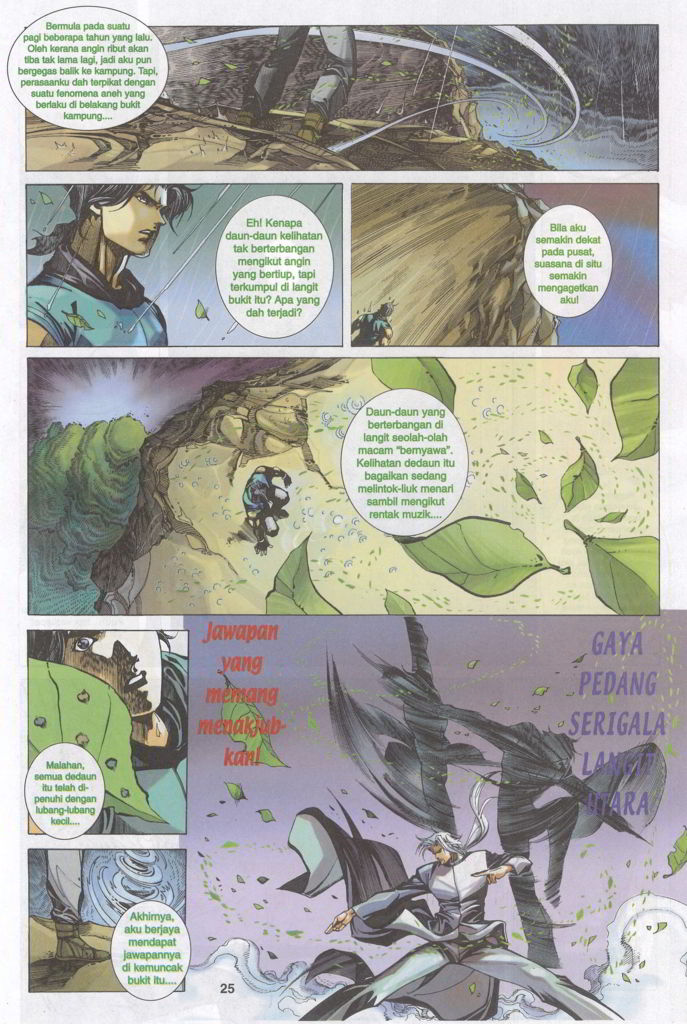 Bermula pada suatu
pagi beberapa tahun yang lalu.
Oleh kerana angin ribut akan
tiba tak lama lagi, jadi aku pun
bergegas balik ke kampung. Tapi,
perasaanku dah terpikat dengan
suatu fenomena aneh yang
berlaku di belakang bukit
kampung....
Eh! Kenapa
daun-daun kelihatan
tak berterbangan
mengikut angin
yang bertiup, tapi
terkumpul di langit
bukit itu? Apa yang
dah terjadi?
Bila aku
semakin dekat
pada pusat,
suasana di situ
semakin
mengagetkan
aku!
Daun-daun yang
berterbangan di
langit seolah-olah
macam "bernyawa".
Kelihatan dedaun itu
bagaikan sedang
melintok-liuk menari
sambil mengikut
rentak muzik....
Malahan,
semua dedaun
itu telah di-
penuhi dengan
lubang-lubang
kecil....
Jawapan
yang
memang
menakjub-
kan!
GAYA
PEDANG
SERIGALA
LANGIT
UTARA
Akhirnya,
aku berjaya
mendapat
jawapannya
di kemuncak
bukit itu....
25